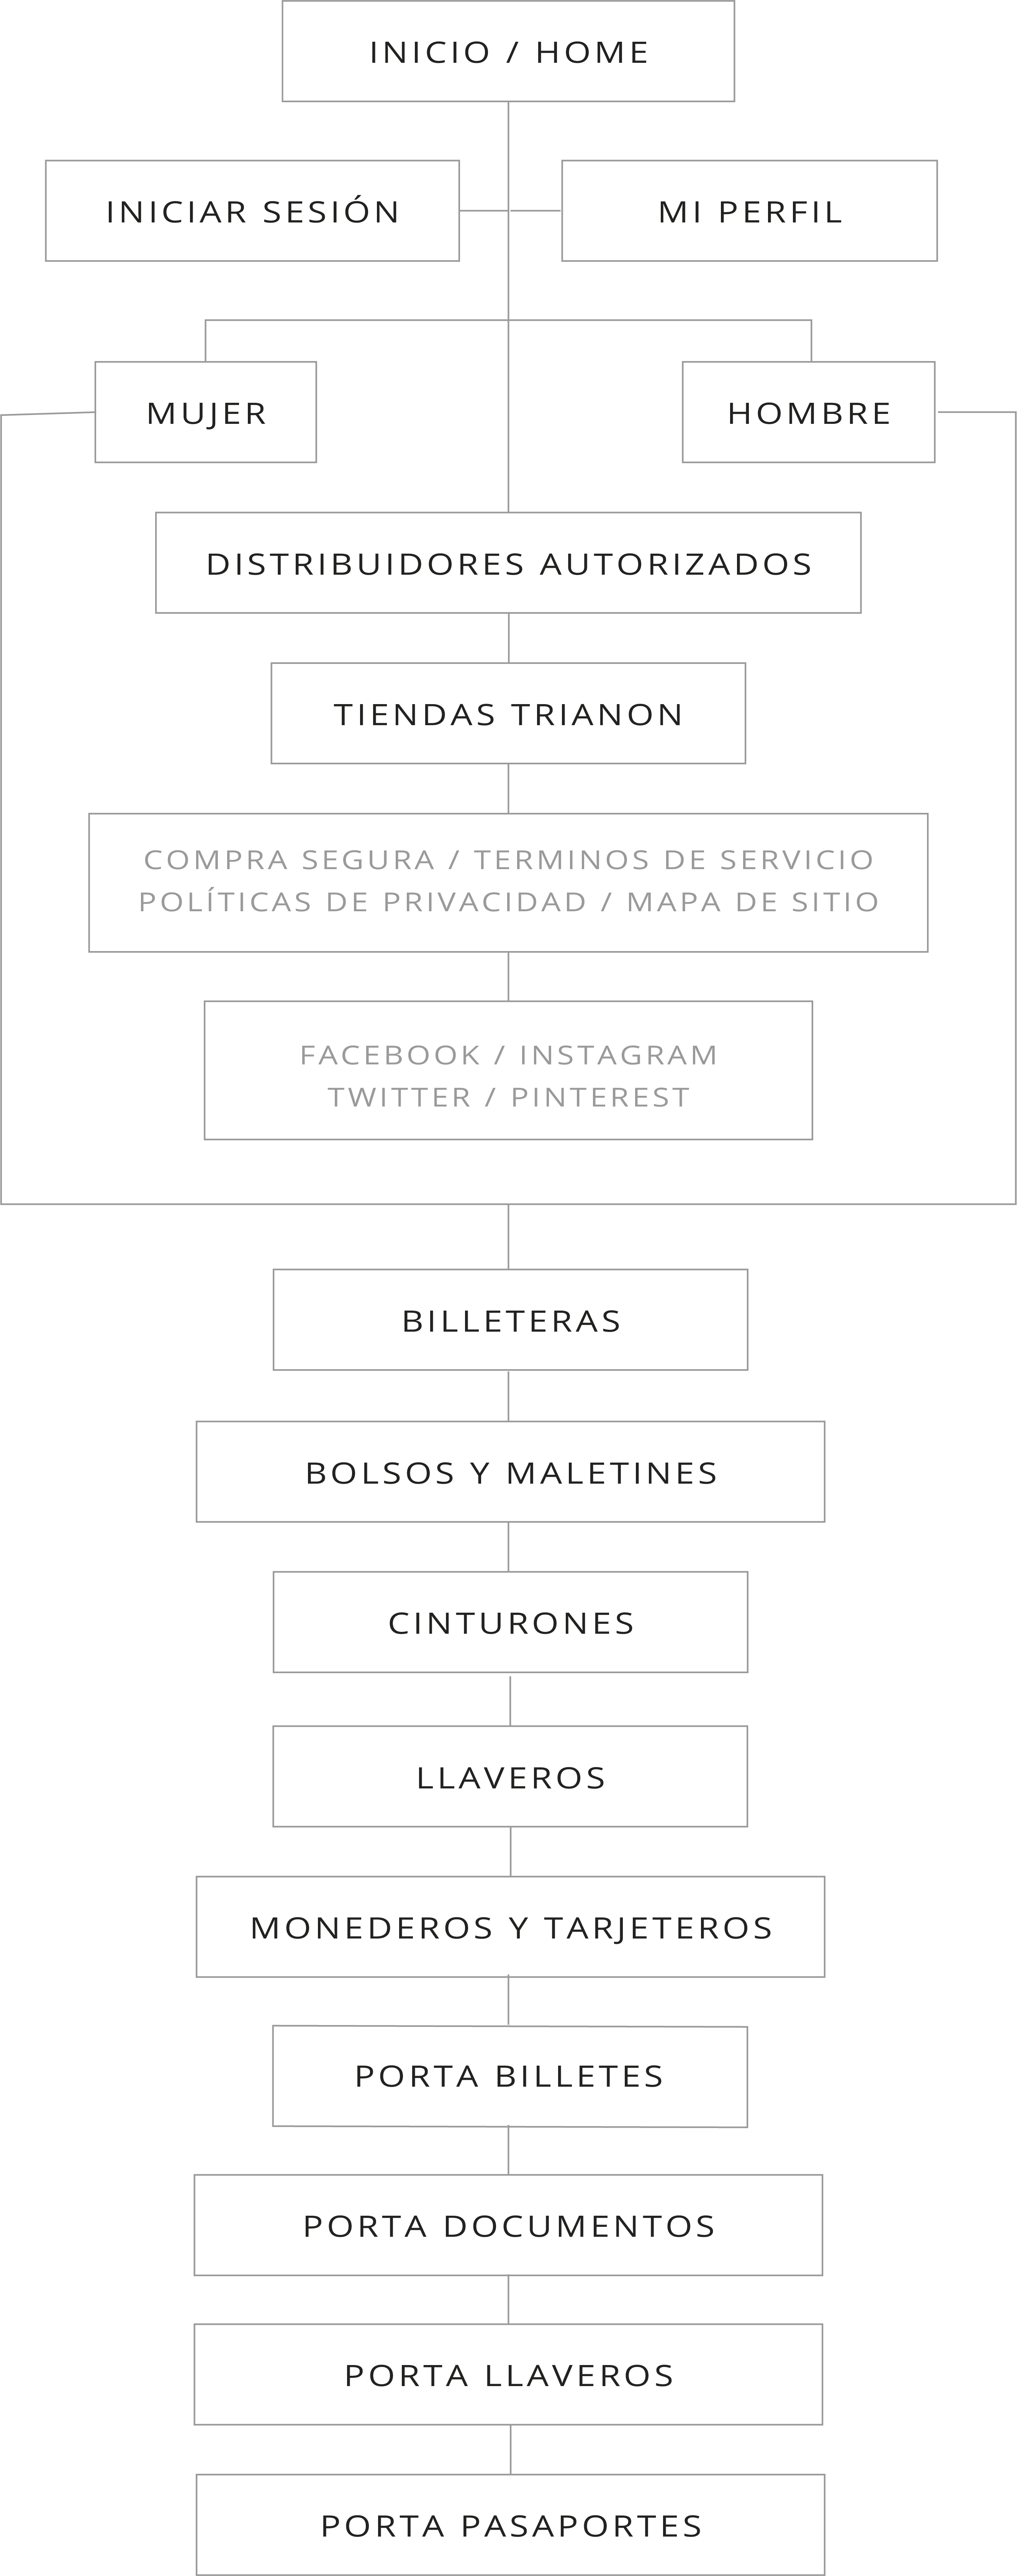 INICIO / HOME
INICIAR SESIÓN
MI PERFIL
MUJER
HOMBRE
DISTRIBUIDORES AUTORIZADOS
TIENDAS TRIANON
COMPRA SEGURA / TERMINOS DE SERVICIO
POLÍTICAS DE PRIVACIDAD / MAPA DE SITIO
FACEBOOK / INSTAGRAM
TWITTER / PINTEREST
BILLETERAS
BOLSOS Y MALETINES
CINTURONES
LLAVEROS
MONEDEROS Y TARJETEROS
PORTA BILLETES
PORTA DOCUMENTOS
PORTA LLAVEROS
PORTA PASAPORTES